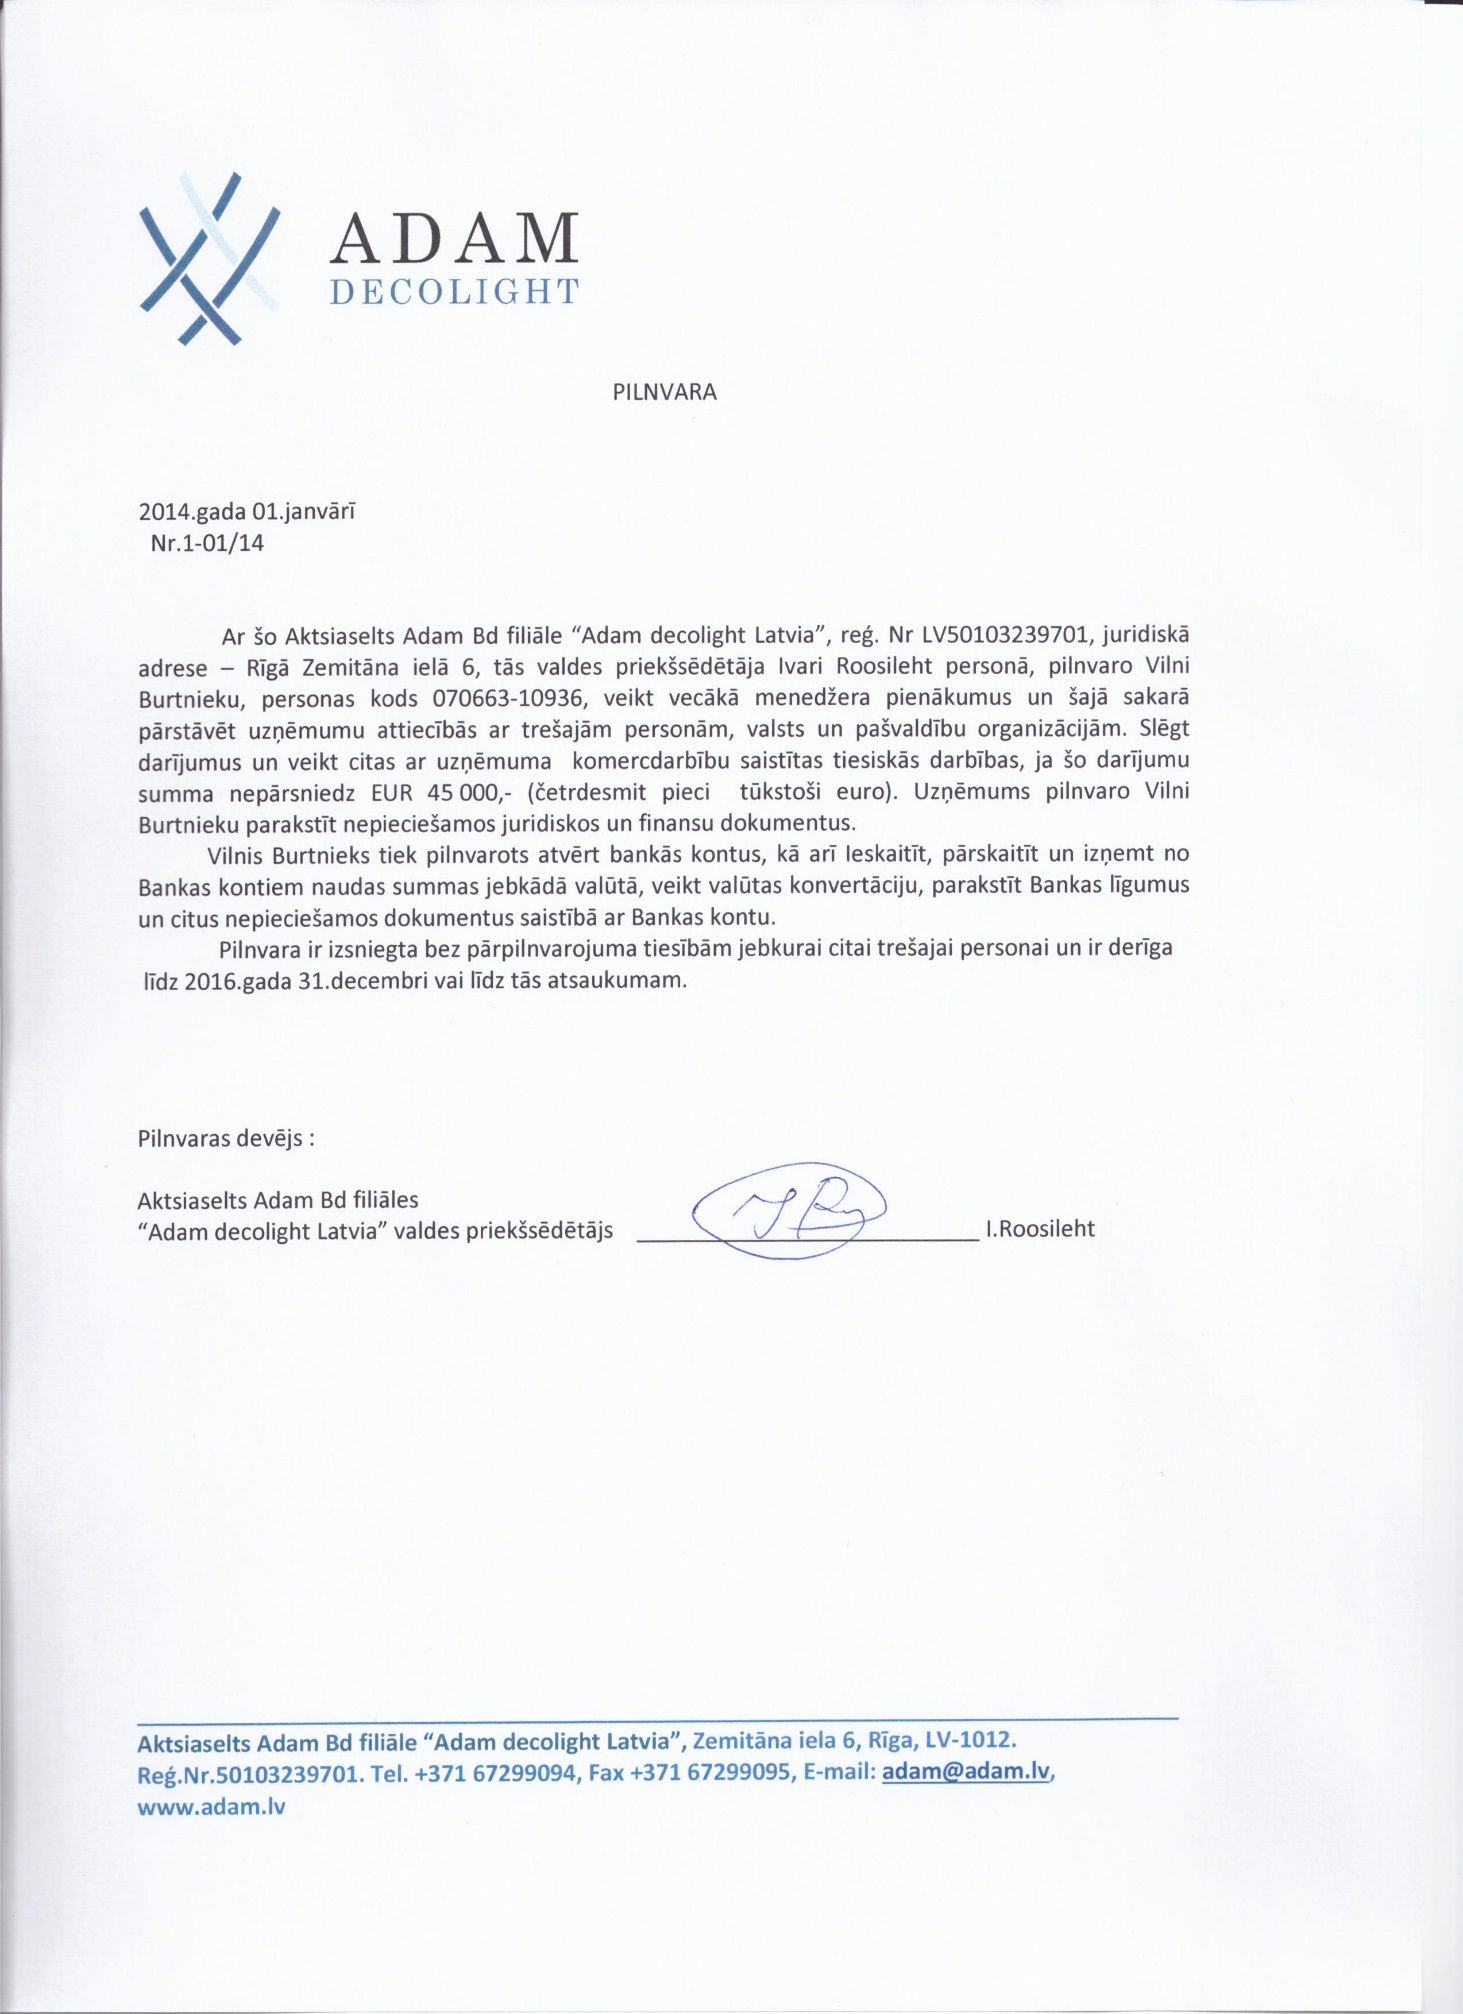 ADAM
DECOLIGHT
PILNVARA
2014.gada 01.janvārī
Nr.1-01/14
Ar šo Aktsiaselts Adam Bd filiāle “Adam decolight Latvia”, reģ. Nr LV50103239701, juridiskā
adrese – Rīgā Zemitāna ielā 6, tās valdes priekšsēdētāja Ivari Roosileht personā, pilnvaro Vilni
Burtnieku, personas kods 070663-10936, veikt vecākā menedžera pienākumus un šajā sakarā
pārstāvēt uzņēmumu attiecībās ar trešajām personām, valsts un pašvaldību organizācijām. Slēgt
darījumus un veikt citas ar uzņēmuma komercdarbību saistītas tiesiskās darbības, ja šo darījumu
summa nepārsniedz EUR 45 000,- (četrdesmit pieci tūkstoši euro). Uzņēmums pilnvaro Vilni
Burtnieku parakstīt nepieciešamos juridiskos un finansu dokumentus.
Vilnis Burtnieks tiek pilnvarots atvērt bankās kontus, kā arī Ieskaitīt, pārskaitīt un izņemt no
Bankas kontiem naudas summas jebkādā valūtā, veikt valūtas konvertāciju, parakstīt Bankas līgumus
un citus nepieciešamos dokumentus saistībā ar Bankas kontu.
Pilnvara ir izsniegta bez pārpilnvarojuma tiesībām jebkurai citai trešajai personai un ir derīga
līdz 2016.gada 31.decembri vai līdz tās atsaukumam.
Pilnvaras devējs :
Aktsiaselts Adam Bd filiāles
“Adam decolight Latvia” valdes priekšsēdētājs I.Roosileht
Aktsiaselts Adam Bd filiāle “Adam decolight Latvia”, Zemitāna iela 6, Rīga, LV-1012.
Reģ.Nr.50103239701. Tel. +371 67299094, Fax +371 67299095, E-mail: adam@adam.lv,
www.adam.lv